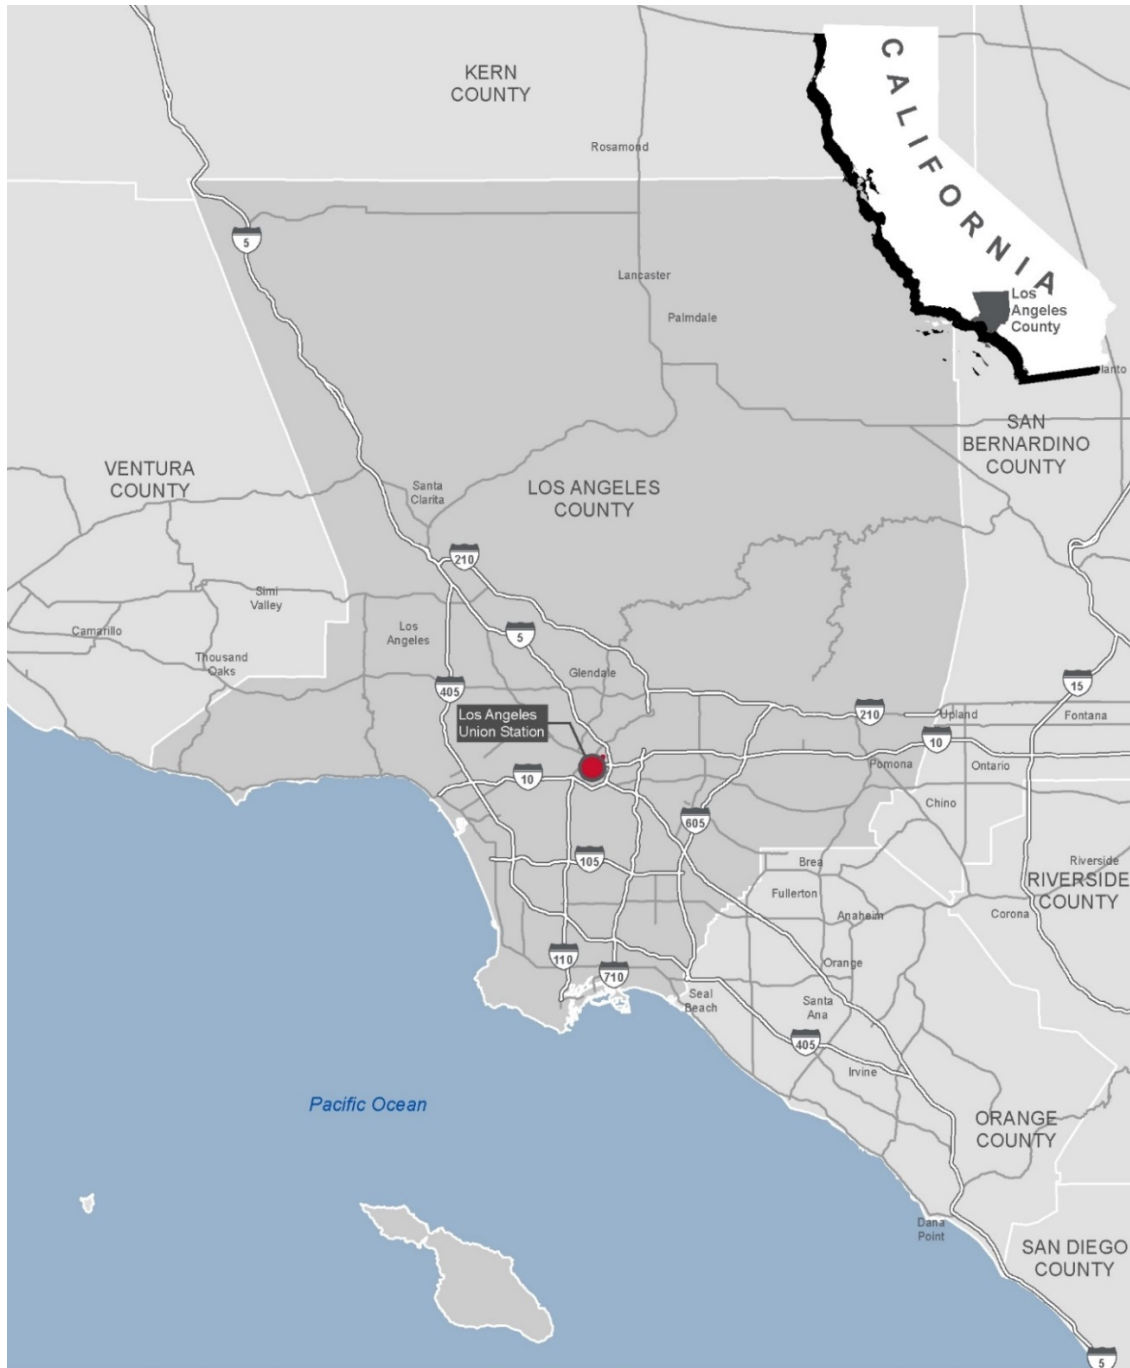 KERN
COUNTY
CALIFORNIA
Rosamond
5
Lancaster
Los
Angeles
County
Palmdale
lanto
SAN
BERNARDINO
COUNTY
VENTURA
COUNTY
Santa
Clarita
LOS ANGELES
COUNTY
210
Simi
Valley
Camarillo
Los
Angeles
5
Thousand
Oaks
Glendale
405
15
Los Angeles
Union Station
210
Upland
Fontana
10
10
Pomona
Ontario
Chino
605
105
Brea
Riverside
RIVERSIDE
COUNTY
Fullerton
Anaheim
Corona
110
710
Orange
Seal
Beach
Santa
Ana
405
Irvine
Pacific Ocean
ORANGE
COUNTY
Dana
Point
SAN DIEGO
COUNTY
5